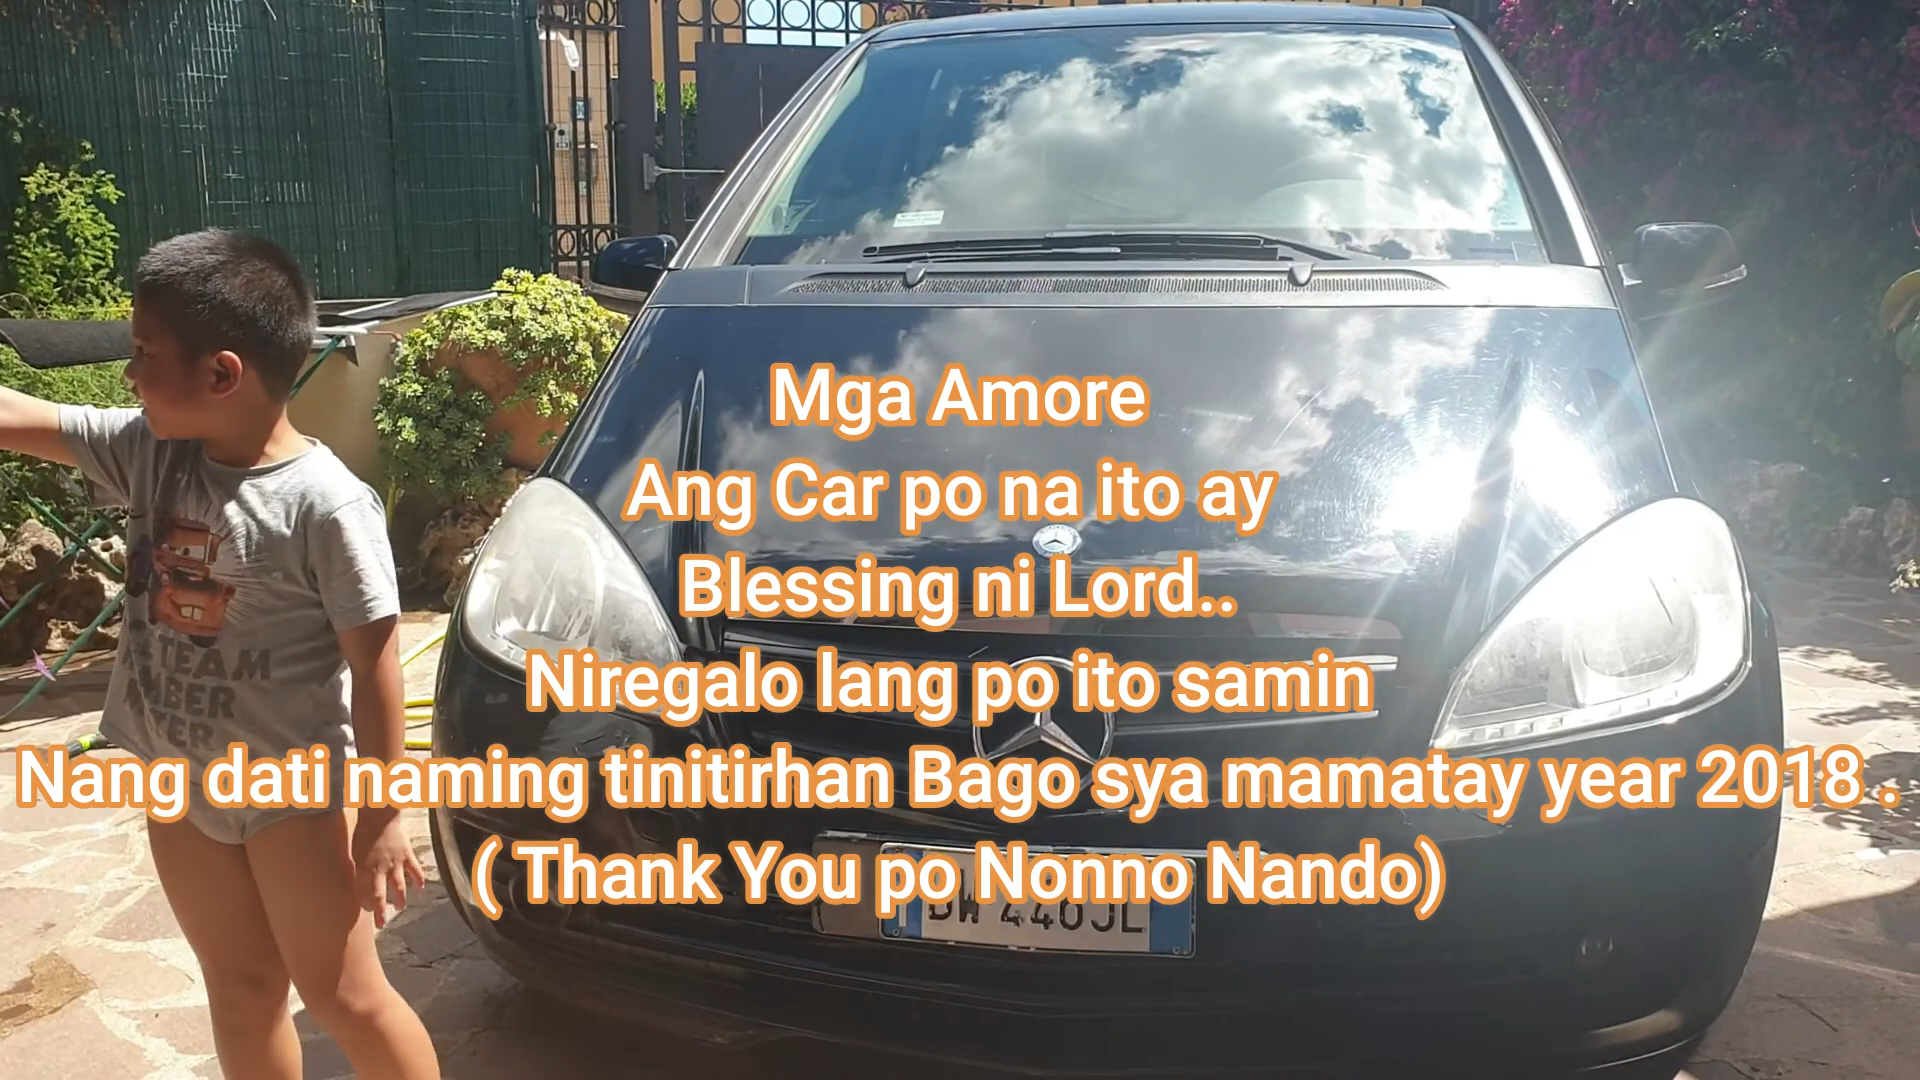 Mga Amore
Ang Car po na ito ay
Blessing ni Lord..
Niregalo lang po ito samin
Nang dati naming tinitirhan Bago sya mamatay year 2018 .
( Thank You po Nonno Nando)
TEAM